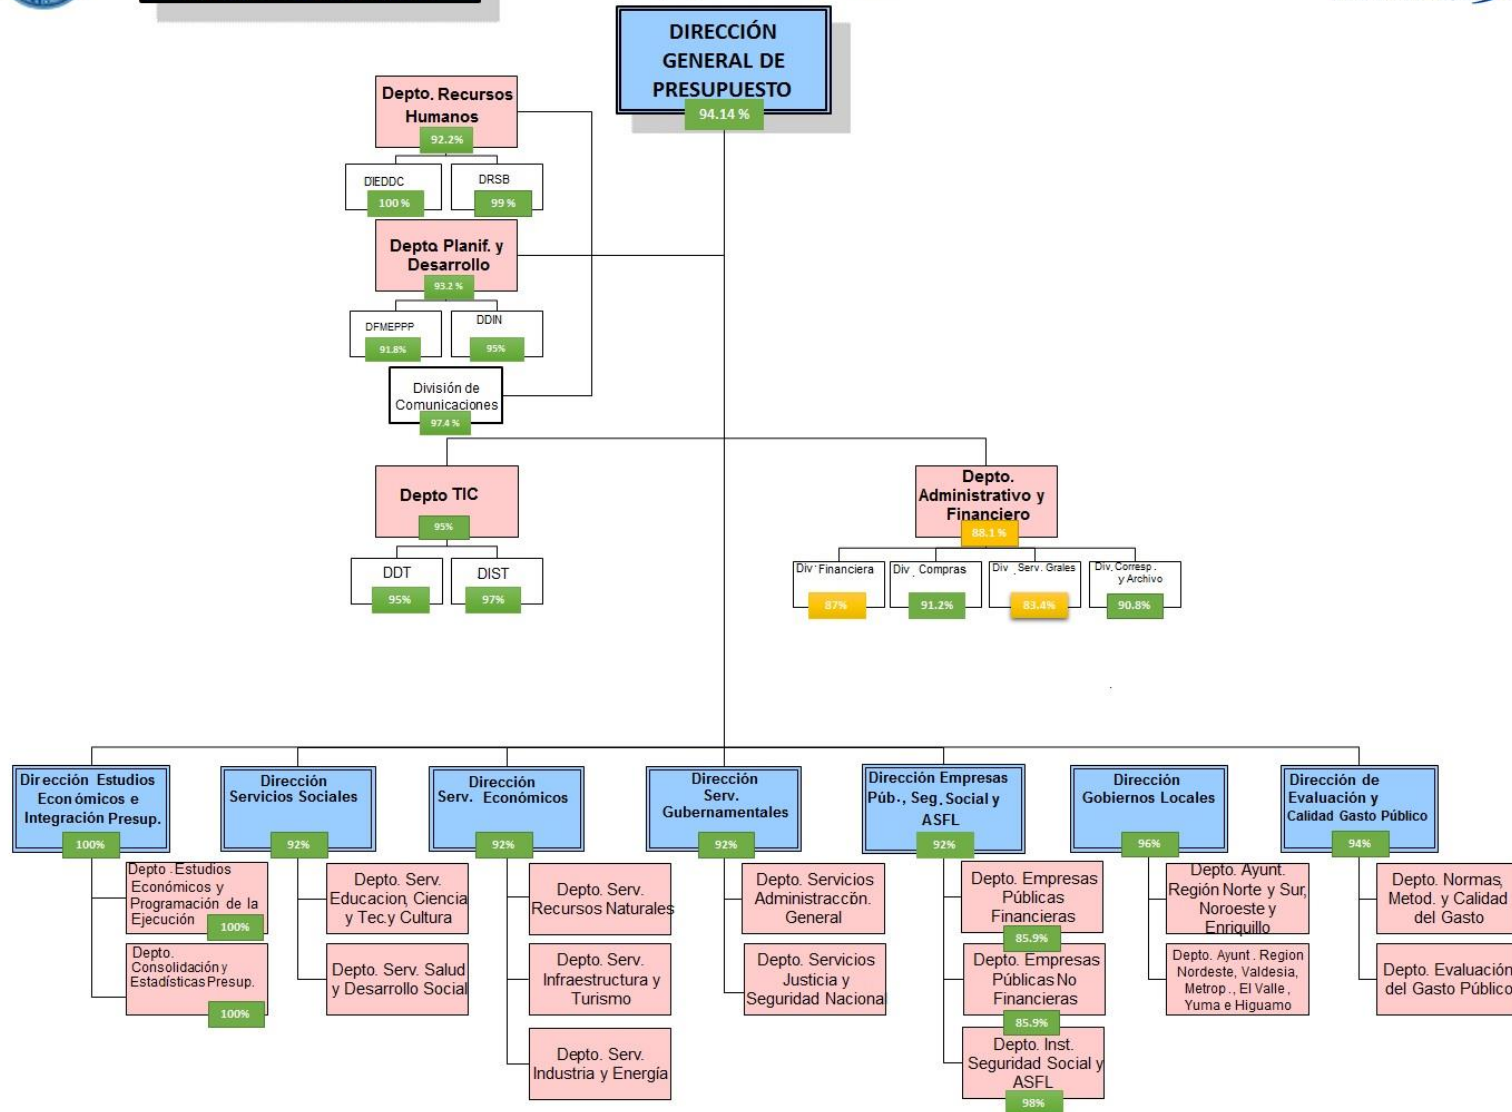 DIRECCIÓN
GENERAL DE
PRESUPUESTO
94.14 %
Depto. Recursos
Humanos
92.2%
DIEDDC
100 %
DRSB
99 %
Depto Planif. y
Desarrollo
93.2 %
DFMEPPP
91.8%
DDIN
95%
División de
Comunicaciones
97.4 %
Depto TIC
95%
DDT
95%
DIST
97%
Depto.
Administrativo y
Financiero
88.1 %
Div. Financiera
87%
Div. Compras
91.2%
Div. Serv. Grales
83.4%
Div. Corresp.
y Archivo
90.8%
Dirección Estudios
Económicos e
Integración Presup.
100%
Depto. Estudios
Económicos y
Programación de la
Ejecución
100%
Depto.
Consolidación y
Estadísticas Presup.
100%
Dirección
Servicios Sociales
92%
Depto. Serv.
Educacion, Ciencia
y Tec.y Cultura
Depto. Serv. Salud
y Desarrollo Social
Dirección
Serv. Económicos
92%
Depto. Serv.
Recursos Naturales
Depto. Serv.
Infraestructura y
Turismo
Depto. Serv.
Industria y Energía
Dirección
Serv.
Gubernamentales
92%
Depto. Servicios
Administraccón.
General
Depto. Servicios
Justicia y
Seguridad Nacional
Dirección Empresas
Púb., Seg. Social y
ASFL
92%
Depto. Empresas
Públicas
Financieras
85.9%
Depto. Empresas
Públicas No
Financieras
85.9%
Depto. Inst.
Seguridad Social y
ASFL
98%
Dirección
Gobiernos Locales
96%
Depto. Ayunt.
Región Norte y Sur,
Noroeste y
Enriquillo
Depto. Ayunt. Region
Nordeste, Valdesia,
Metrop., El Valle,
Yuma e Higuamo
Dirección de
Evaluación y
Calidad Gasto Público
94%
Depto. Normas,
Metod. y Calidad
del Gasto
Depto. Evaluación
del Gasto Público